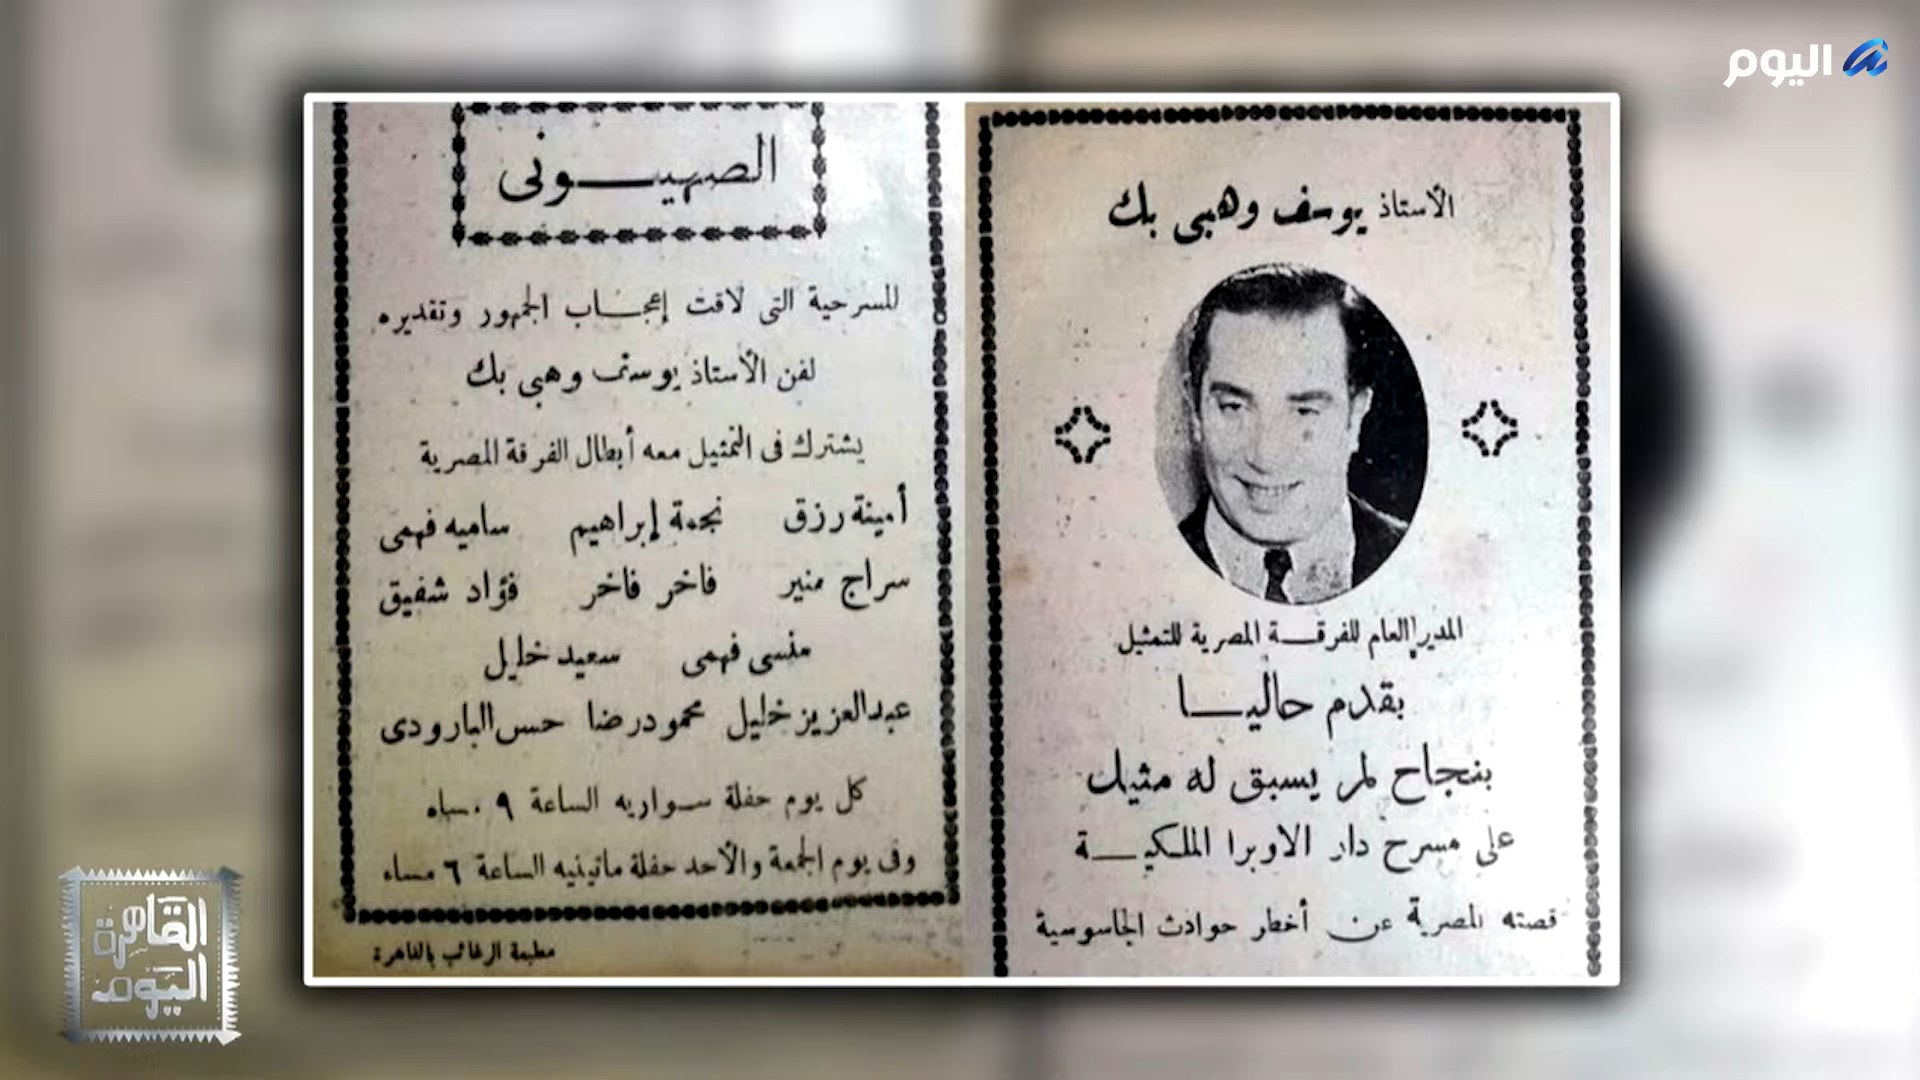 اليوم
الأستاذ يوسف وهبى بك
المدير العام للفرقة المصرية للتمثيل
يقدم حاليا
بنجاح لم يسبق له مثيل
على مسرح دار الاوبرا الملكية
قصته المصرية عن أخطر حوادث الجاسوسية
الصهيونى
للمسرحية التى لاقت إعجاب الجمهور وتقديره
لفن الأستاذ يوسف وهبى بك
يشترك فى التمثيل معه أبطال الفرقة المصرية
أمينة رزق نجمة إبراهيم ساميه فهمى
سراج منير فاخر فاخر فؤاد شفيق
منسى فهمى سعيد خليل
عبد العزيز خليل محمود رضا حسن البارودى
كل يوم حفلة سواريه الساعة ٩ مساء
وفى يوم الجمعة والأحد حفلة ماتينيه الساعة ٦ مساء
مطبعة الرغائب بالقاهرة
القاهرة
اليوم